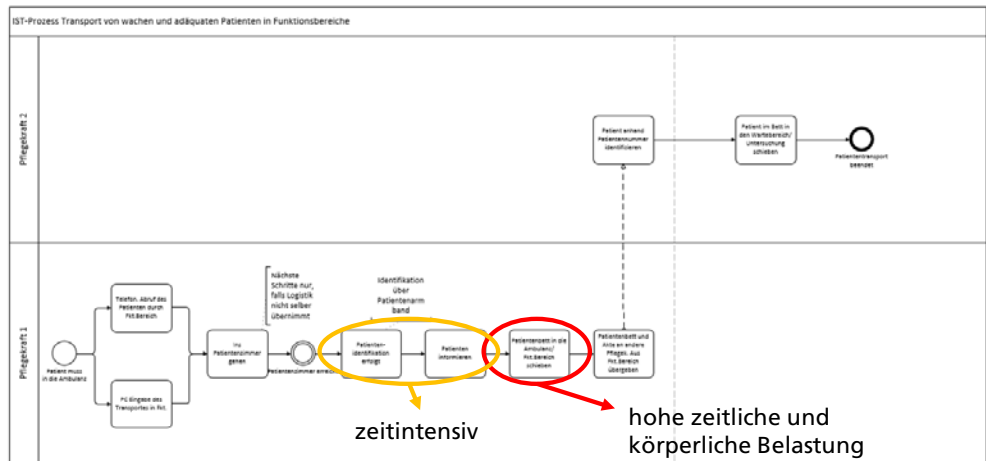 IST-Prozess Transport von wachen und adäquaten Patienten in Funktionsbereiche
Pflegekraft 2
Patient anhand
Patientennummer
identifizieren
Patient im Bett in
den Wartebereich/
Untersuchung
schieben
Patiententransport
beendet
Pflegekraft 1
Patient muss
in die Ambulanz
Telefon. Abruf des
Patienten durch
Fkt.Bereich
PC Eingabe des
Transportes in Fkt.
Ins
Patientenzimmer
gehen
Nächste
Schritte nur,
falls Logistik
nicht selber
übernimmt
Patientenzimmer erreicht
Identifikation
über
Patientenarm
band
Patienten-
identifikation
erfolgt
Patienten
informieren
Patientenbett in die
Ambulanz/
Fkt.Bereich
schieben
Patientenbett und
Akte an andere
Pflegek. Aus
Fkt.Bereich
übergeben
zeitintensiv
hohe zeitliche und
körperliche Belastung